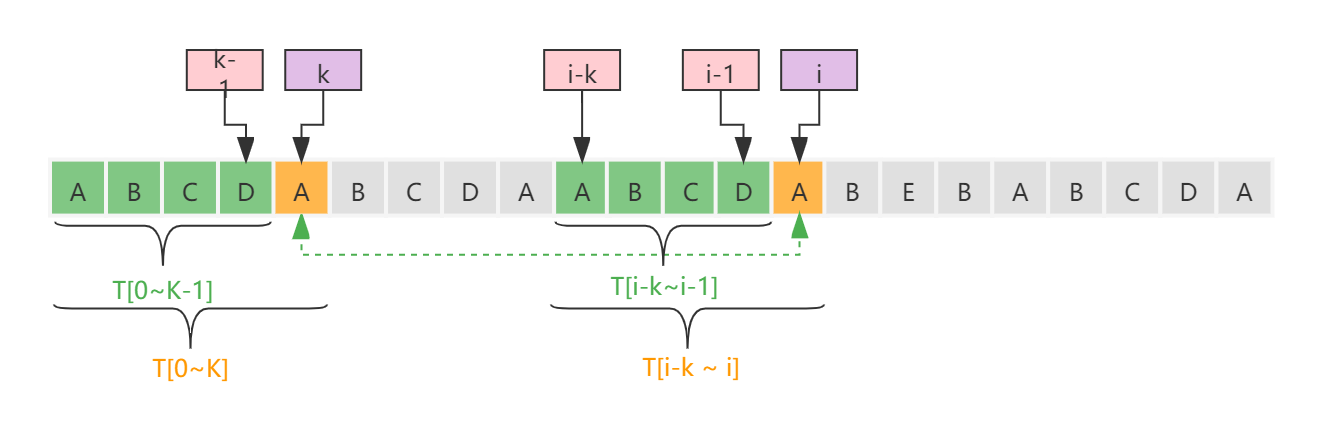 k-
1
k
i-k
i-1
i
A B C D A B C D A A B C D A B E B A B C D A
T[0~K-1]
T[i-k~i-1]
T[0~K]
T[i-k ~ i]